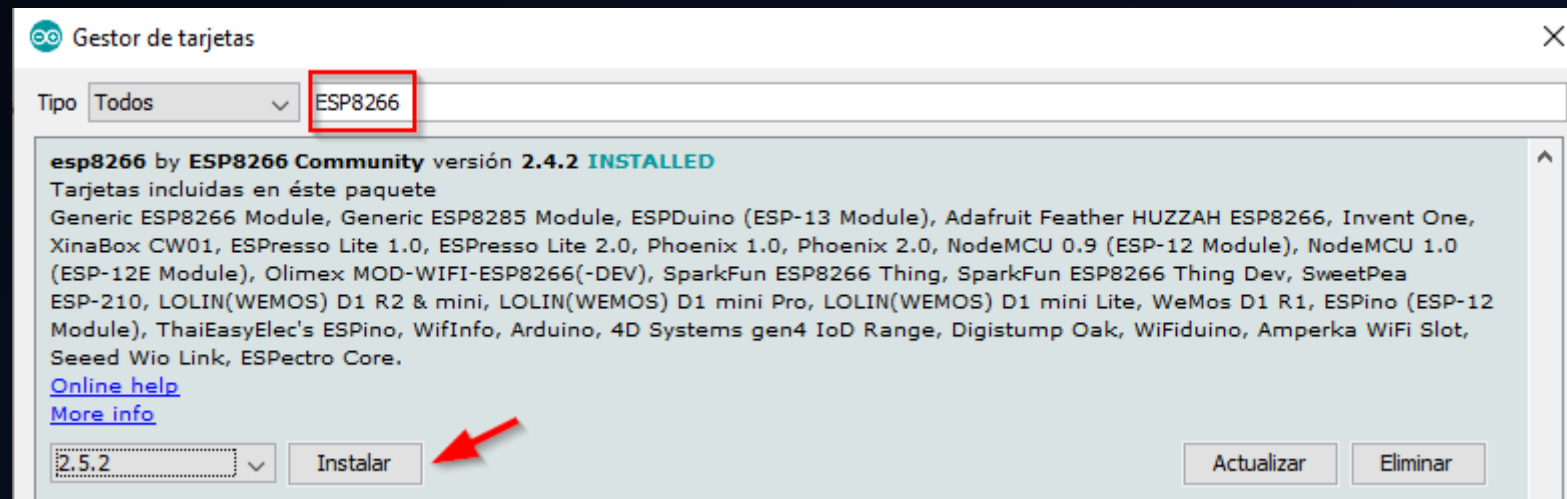 Gestor de tarjetas
Tipo Todos ESP8266
esp8266 by ESP8266 Community versión 2.4.2 INSTALLED
Tarjetas incluidas en éste paquete
Generic ESP8266 Module, Generic ESP8285 Module, ESPDuino (ESP-13 Module), Adafruit Feather HUZZAH ESP8266, Invent One,
XinaBox CW01, ESPresso Lite 1.0, ESPresso Lite 2.0, Phoenix 1.0, Phoenix 2.0, NodeMCU 0.9 (ESP-12 Module), NodeMCU 1.0
(ESP-12E Module), Olimex MOD-WIFI-ESP8266(-DEV), SparkFun ESP8266 Thing, SparkFun ESP8266 Thing Dev, SweetPea
ESP-210, LOLIN(WEMOS) D1 R2 & mini, LOLIN(WEMOS) D1 mini Pro, LOLIN(WEMOS) D1 mini Lite, WeMos D1 R1, ESPino (ESP-12
Module), ThaiEasyElec's ESPino, WifInfo, Arduino, 4D Systems gen4 IoD Range, Digistump Oak, WiFiduino, Amperka WiFi Slot,
Seeed Wio Link, ESPectro Core.
Online help
More info
2.5.2 Instalar Actualizar Eliminar